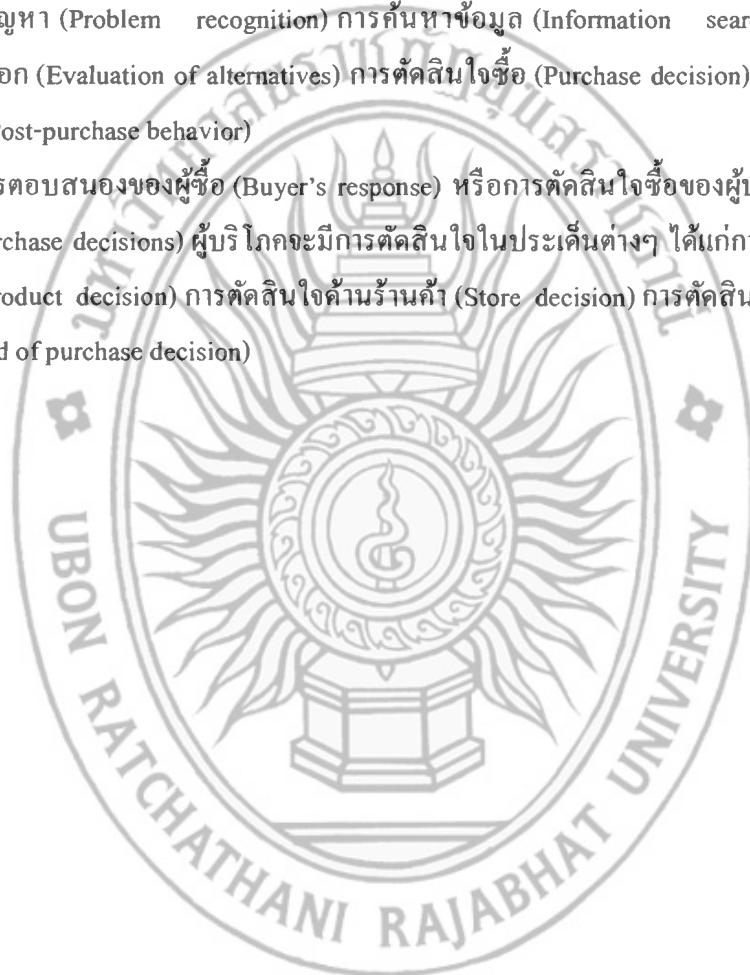 ญหา (Problem recognition) การค้นหาข้อมูล (Information sear
อก (Evaluation of alternatives) การตัดสินใจซื้อ (Purchase decision)
ost-purchase behavior)
รตอบสนองของผู้ซื้อ (Buyer's response) หรือการตัดสินใจซื้อของผู้บ
rchase decisions) ผู้บริโภคจะมีการตัดสินใจในประเด็นต่างๆ ได้แก่กา
roduct decision) การตัดสินใจด้านร้านค้า (Store decision) การตัดสิน
d of purchase decision)
UBON RATCHATHANI RAJABHAT UNIVERSITY